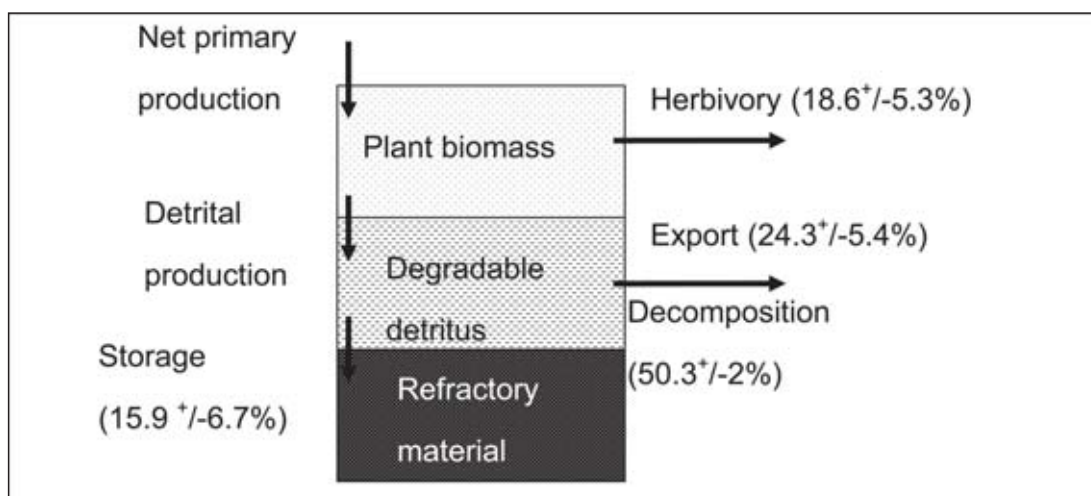 Net primary
production
Plant biomass
Herbivory (18.6⁺/-5.3%)
Detrital
production
Degradable
detritus
Export (24.3⁺/-5.4%)
Decomposition
(50.3⁺/-2%)
Storage
(15.9 ⁺/-6.7%)
Refractory
material